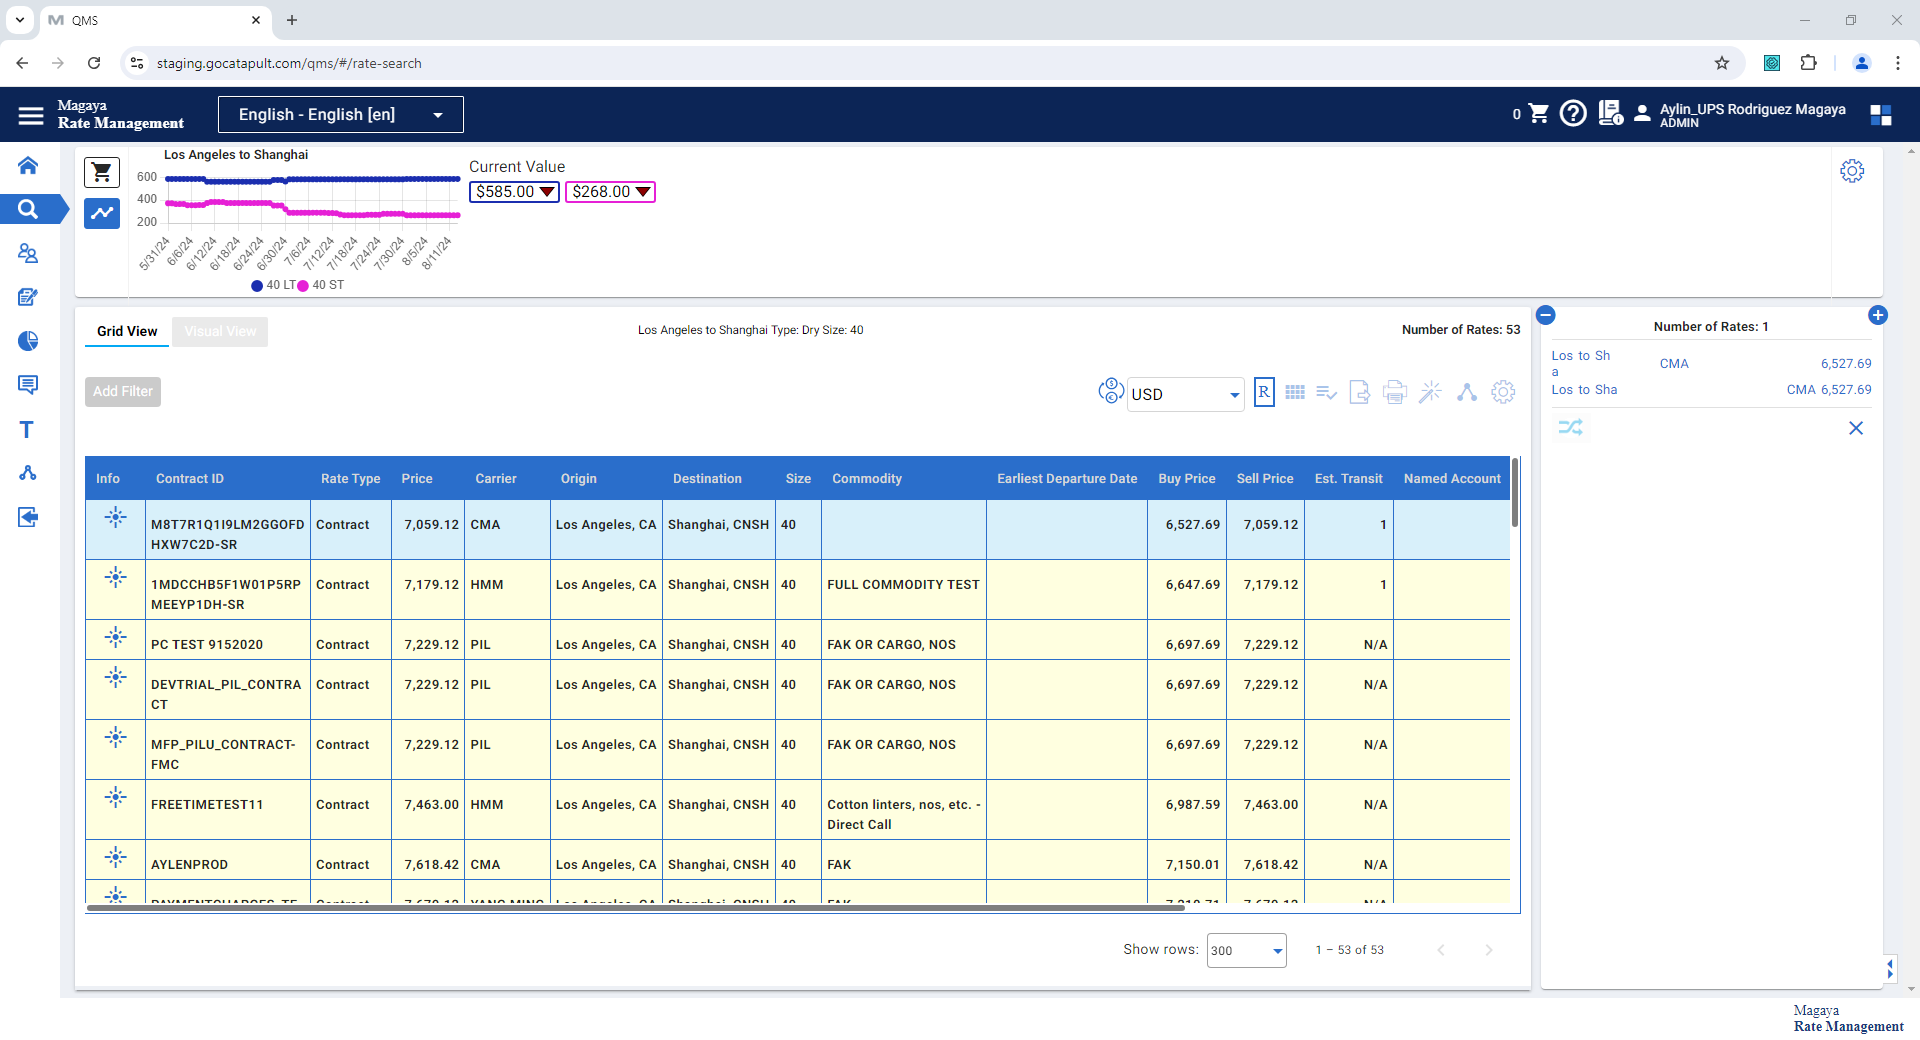 QMS
staging.gocatapult.com/qms/#/rate-search
Magaya
Rate Management
English - English [en]
0
Aylin_UPS Rodriguez Magaya
ADMIN
Los Angeles to Shanghai
600
400
200
5/31/24 6/6/24 6/12/24 6/18/24 6/24/24 6/30/24 7/6/24 7/12/24 7/18/24 7/24/24 7/30/24 8/5/24 8/11/24
40 LT 40 ST
Current Value
$585.00 $268.00
Grid View Visual View
Los Angeles to Shanghai Type: Dry Size: 40
Number of Rates: 53
Add Filter
USD
R
Info Contract ID Rate Type Price Carrier Origin Destination Size Commodity Earliest Departure Date Buy Price Sell Price Est. Transit Named Account
M8T7R1Q1I9LM2GGOFD Contract 7,059.12 CMA Los Angeles, CA Shanghai, CNSH 40 6,527.69 7,059.12 1
HXW7C2D-SR
1MDCCHB5F1W01P5RP Contract 7,179.12 HMM Los Angeles, CA Shanghai, CNSH 40 FULL COMMODITY TEST 6,647.69 7,179.12 1
MEEYP1DH-SR
PC TEST 9152020 Contract 7,229.12 PIL Los Angeles, CA Shanghai, CNSH 40 FAK OR CARGO, NOS 6,697.69 7,229.12 N/A
DEVTRIAL_PIL_CONTRA Contract 7,229.12 PIL Los Angeles, CA Shanghai, CNSH 40 FAK OR CARGO, NOS 6,697.69 7,229.12 N/A
CT
MFP_PILU_CONTRACT- Contract 7,229.12 PIL Los Angeles, CA Shanghai, CNSH 40 FAK OR CARGO, NOS 6,697.69 7,229.12 N/A
FMC
FREETIMETEST11 Contract 7,463.00 HMM Los Angeles, CA Shanghai, CNSH 40 Cotton linters, nos, etc. - 6,987.59 7,463.00 N/A
Direct Call
AYLENPROD Contract 7,618.42 CMA Los Angeles, CA Shanghai, CNSH 40 FAK 7,150.01 7,618.42 N/A
Show rows: 300 1 – 53 of 53
Number of Rates: 1
Los to Sh CMA 6,527.69
a
Los to Sha CMA 6,527.69
Magaya
Rate Management